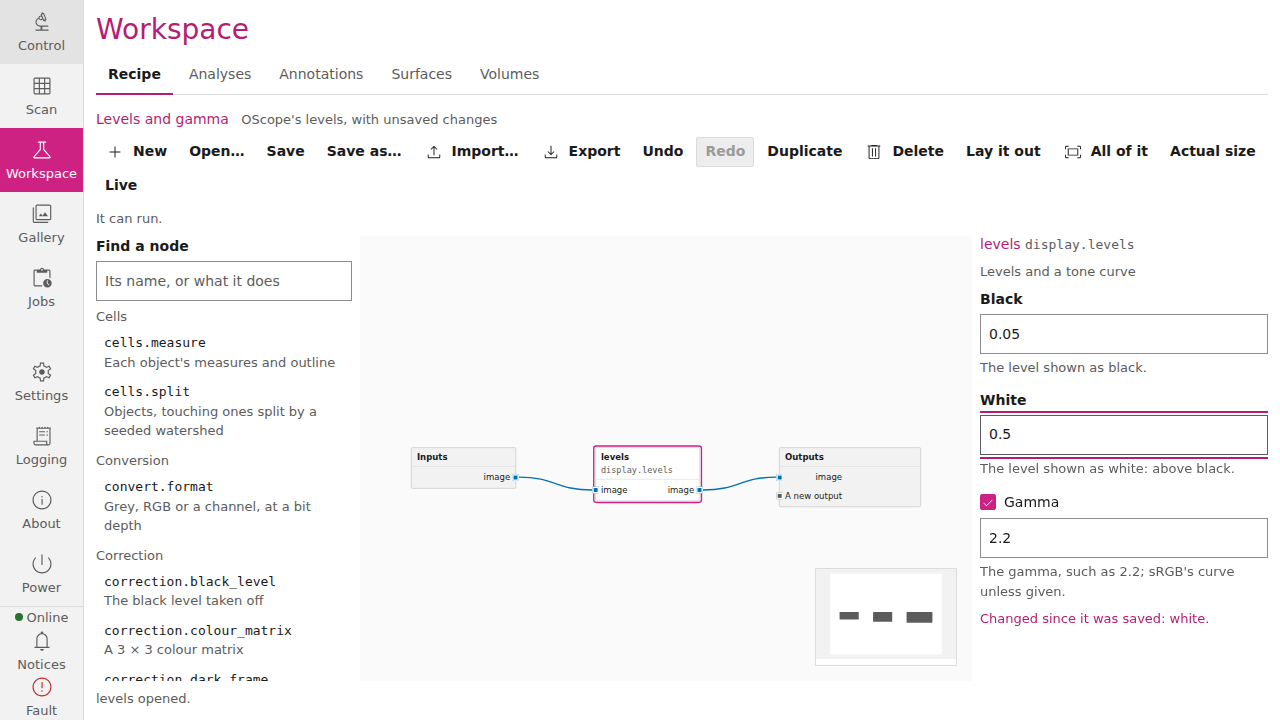 Control
Scan
Workspace
Gallery
Jobs
Settings
Logging
About
Power
Online
Notices
Fault
Workspace
Recipe Analyses Annotations Surfaces Volumes
Levels and gamma OScope's levels, with unsaved changes
New Open... Save Save as... Import... Export Undo Redo Duplicate Delete Lay it out All of it Actual size
Live
It can run.
Find a node
Its name, or what it does
Cells
cells.measure
Each object's measures and outline
cells.split
Objects, touching ones split by a
seeded watershed
Conversion
convert.format
Grey, RGB or a channel, at a bit
depth
Correction
correction.black_level
The black level taken off
correction.colour_matrix
A 3 × 3 colour matrix
correction.dark_frame
levels opened.
Inputs
image
levels
display.levels
image image
Outputs
image
A new output
levels display.levels
Levels and a tone curve
Black
0.05
The level shown as black.
White
0.5
The level shown as white: above black.
Gamma
2.2
The gamma, such as 2.2; sRGB's curve
unless given.
Changed since it was saved: white.